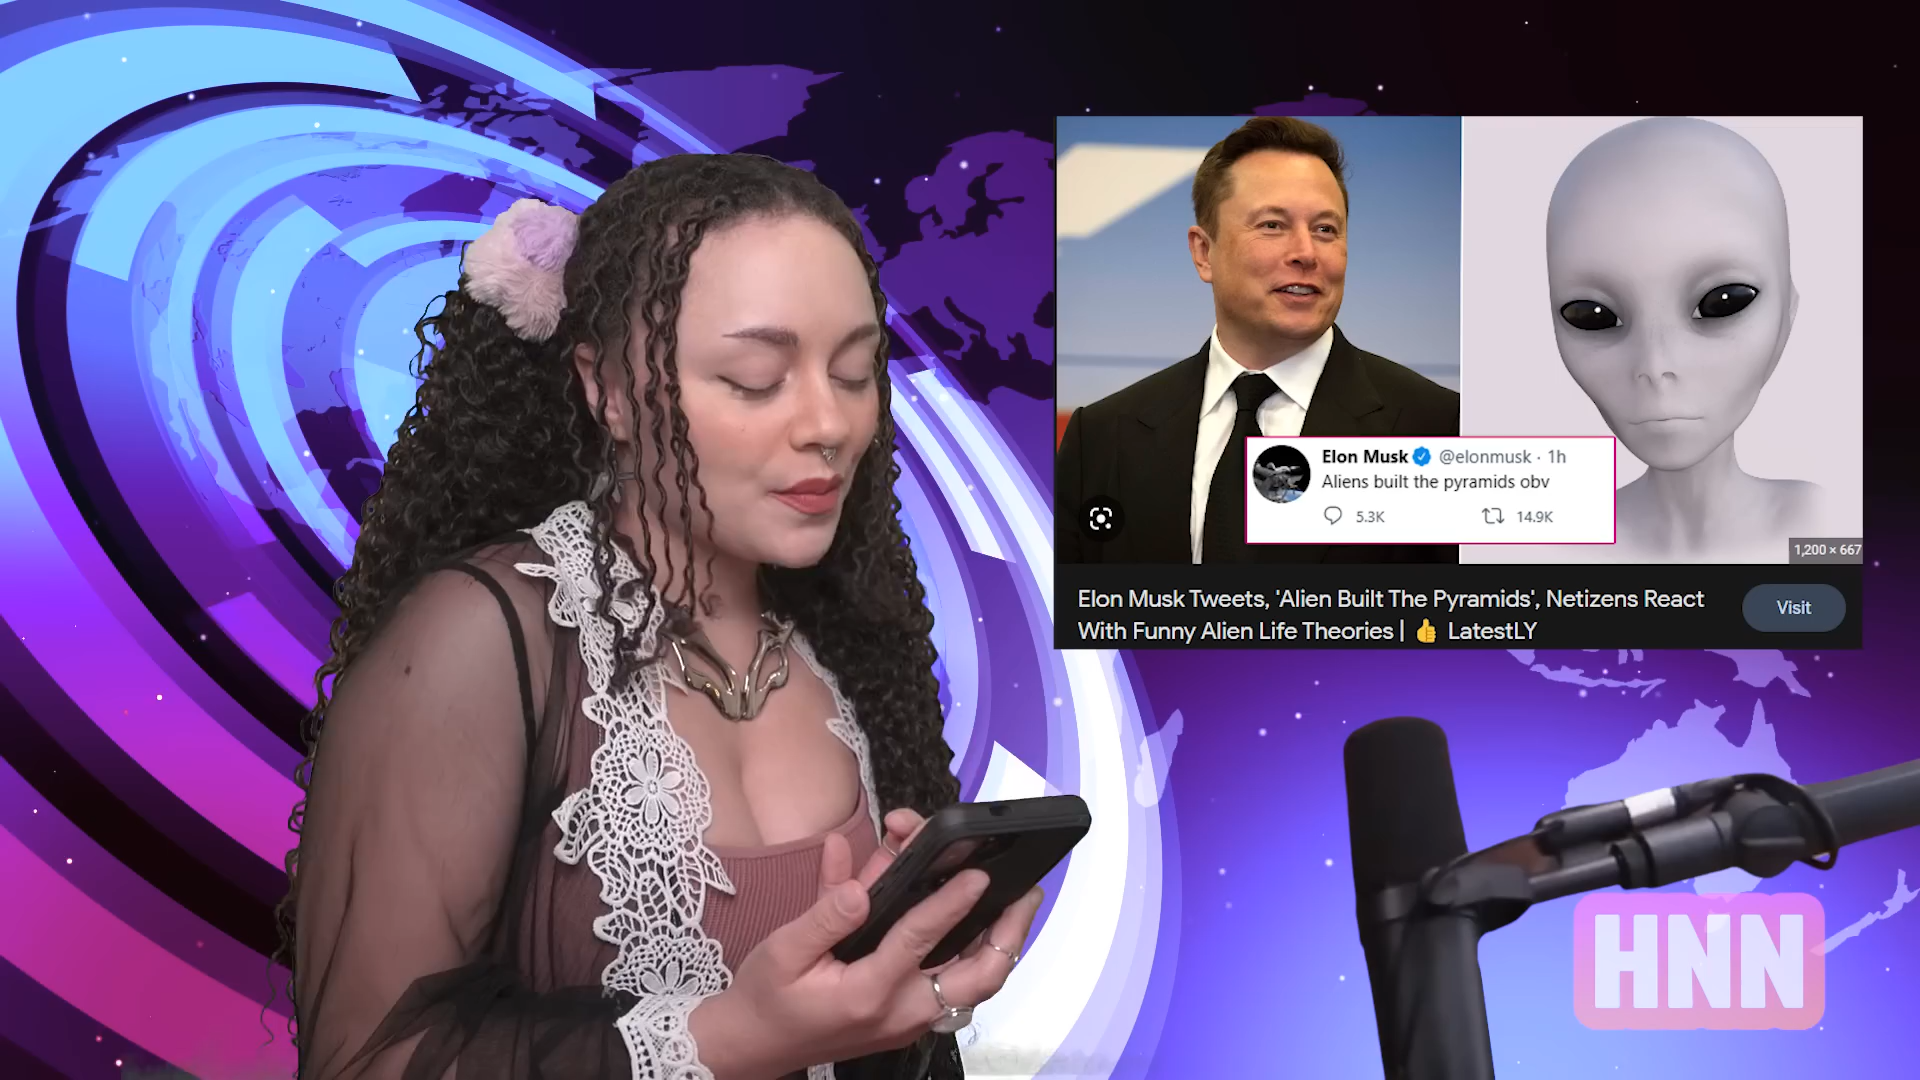 Elon Musk @elonmusk · 1h
Aliens built the pyramids obv
5.3K 14.9K
1,200 × 667
Elon Musk Tweets, 'Alien Built The Pyramids', Netizens React
With Funny Alien Life Theories | 👍 LatestLY
Visit
HNN